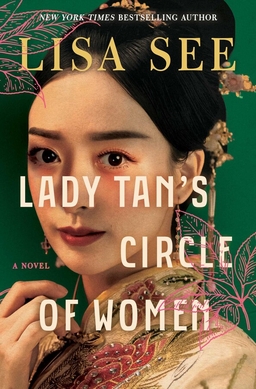 NEW YORK TIMES BESTSELLING AUTHOR
LISA SEE
LADY TAN'S
CIRCLE
A NOVEL
OF WOMEN